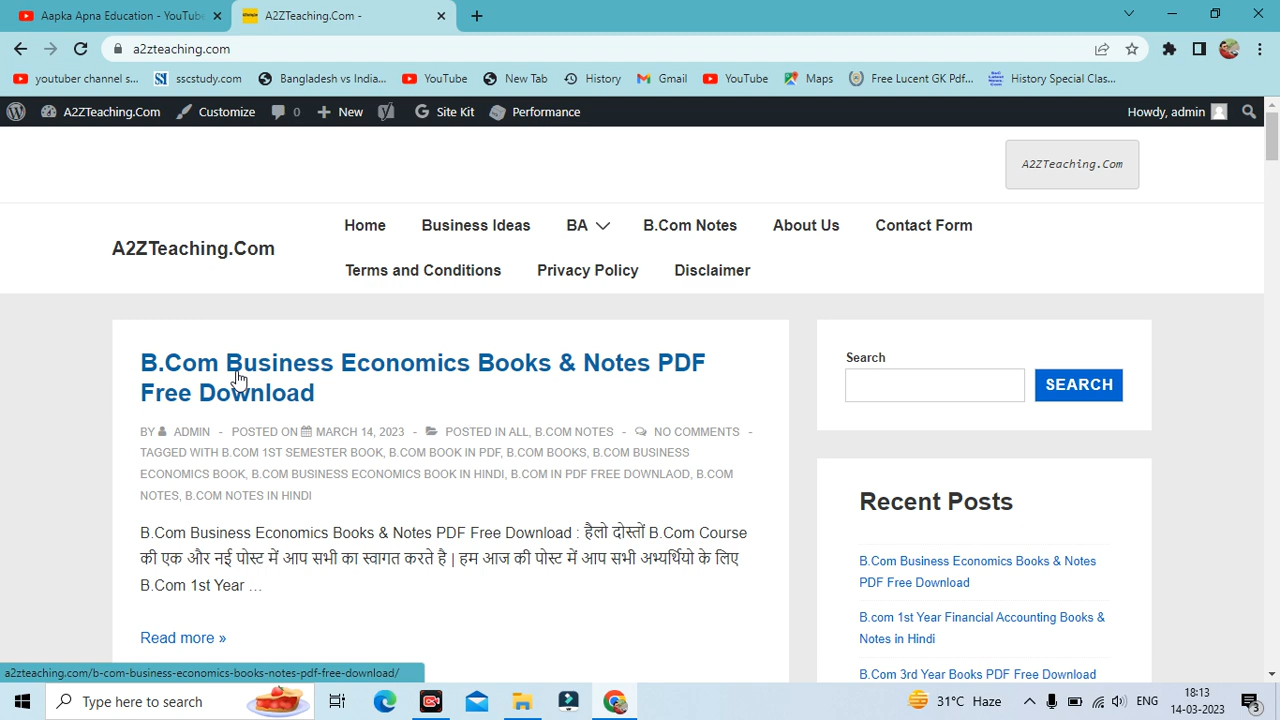 Aapka Apna Education - YouTube
A2ZTeaching.Com -
a2zteaching.com
youtube channel s...
sscstudy.com
Bangladesh vs India...
YouTube
New Tab
History
Gmail
YouTube
Maps
Free Lucent GK Pdf...
History Special Clas...
A2ZTeaching.Com
Customize
0
New
Site Kit
Performance
Howdy, admin
A2ZTeaching.Com
A2ZTeaching.Com
Home
Business Ideas
BA
B.Com Notes
About Us
Contact Form
Terms and Conditions
Privacy Policy
Disclaimer
B.Com Business Economics Books & Notes PDF
Free Download
BY ADMIN - POSTED ON MARCH 14, 2023 - POSTED IN ALL, B.COM NOTES - NO COMMENTS -
TAGGED WITH B.COM 1ST SEMESTER BOOK, B.COM BOOK IN PDF, B.COM BOOKS, B.COM BUSINESS
ECONOMICS BOOK, B.COM BUSINESS ECONOMICS BOOK IN HINDI, B.COM IN PDF FREE DOWNLAOD, B.COM
NOTES, B.COM NOTES IN HINDI
B.Com Business Economics Books & Notes PDF Free Download : हैलो दोस्तों B.Com Course
की एक और नई पोस्ट में आप सभी का स्वागत करते है | हम आज की पोस्ट में आप सभी अभ्यर्थियो के लिए
B.Com 1st Year ...
Read more »
Search
SEARCH
Recent Posts
B.Com Business Economics Books & Notes
PDF Free Download
B.com 1st Year Financial Accounting Books &
Notes in Hindi
B.Com 3rd Year Books PDF Free Download
a2zteaching.com/b-com-business-economics-books-notes-pdf-free-download/
Type here to search
31°C Haze
ENG
18:13
14-03-2023
3